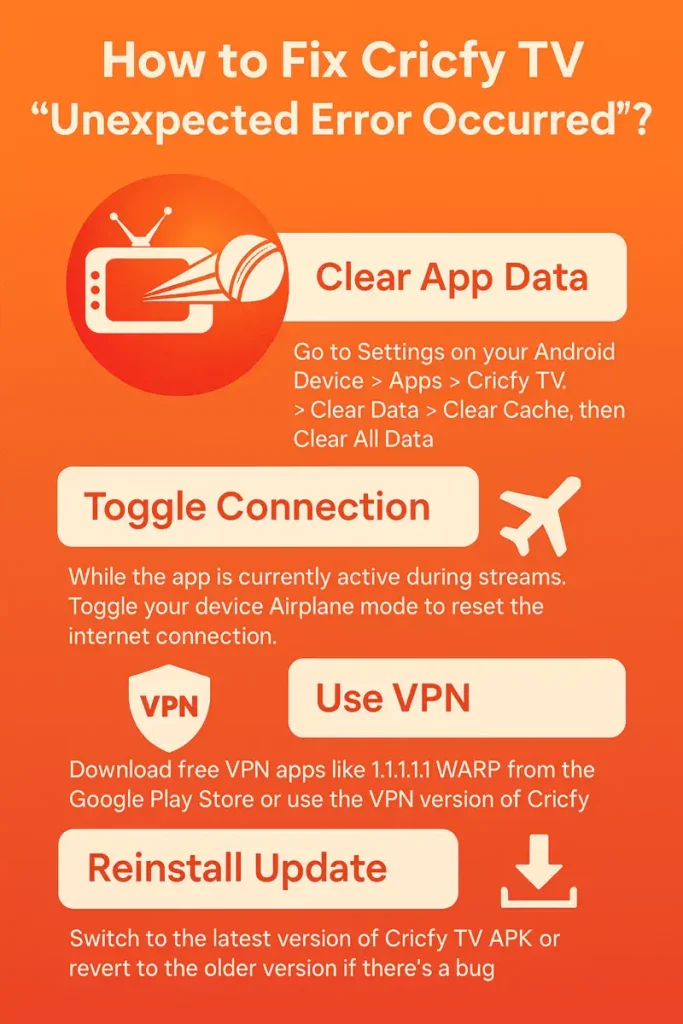 How to Fix Cricfy TV
“Unexpected Error Occurred”?
Clear App Data
Go to Settings on your Android
Device > Apps > Cricfy TV.
> Clear Data > Clear Cache, then
Clear All Data
Toggle Connection
While the app is currently active during streams.
Toggle your device Airplane mode to reset the
internet connection.
VPN
Use VPN
Download free VPN apps like 1.1.1.1.1 WARP from the
Google Play Store or use the VPN version of Cricfy
Reinstall Update
Switch to the latest version of Cricfy TV APK or
revert to the older version if there's a bug